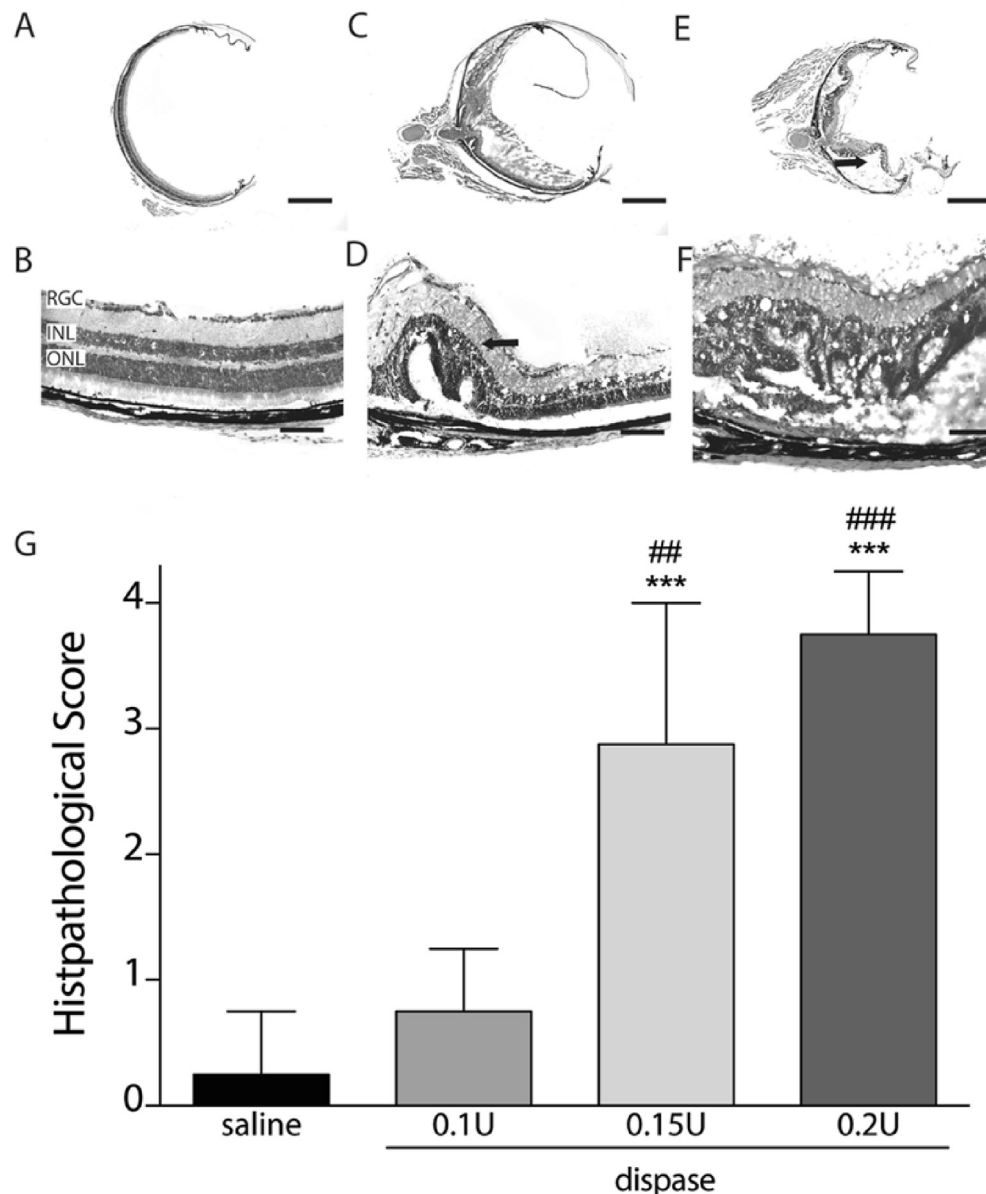 A
C
E
B
D
F
RGC
INL
ONL
G
##
***
###
***
Histpathological Score
4
3
2
1
0
saline
0.1U
0.15U
0.2U
dispase